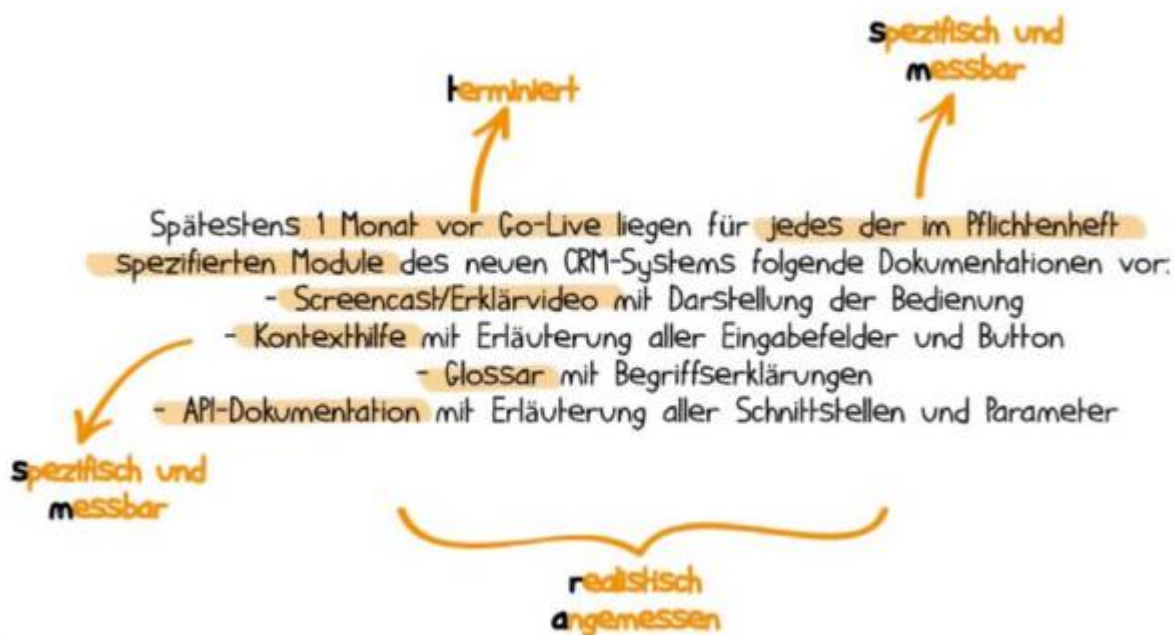 spezifisch und
messbar
terminiert
Spätestens 1 Monat vor Go-Live liegen für jedes der im Pflichtenheft
spezifierten Module des neuen CRM-Systems folgende Dokumentationen vor:
- Screencast/Erklärvideo mit Darstellung der Bedienung
- Kontexthilfe mit Erläuterung aller Eingabefelder und Button
- Glossar mit Begriffserklärungen
- API-Dokumentation mit Erläuterung aller Schnittstellen und Parameter
spezifisch und
messbar
realistisch
angemessen